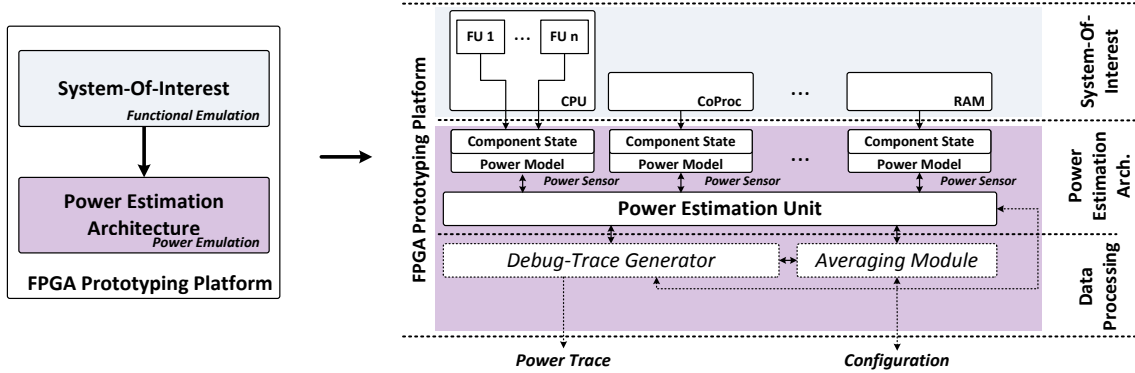 System-Of-Interest
Functional Emulation
Power Estimation
Architecture
Power Emulation
FPGA Prototyping Platform
FPGA Prototyping Platform
FU 1
...
FU n
CPU
CoProc
...
RAM
System-Of-
Interest
Component State
Power Model
Power Sensor
Component State
Power Model
Power Sensor
...
Component State
Power Model
Power Sensor
Power Estimation Unit
Power
Estimation
Arch.
Debug-Trace Generator
Averaging Module
Data
Processing
Power Trace
Configuration